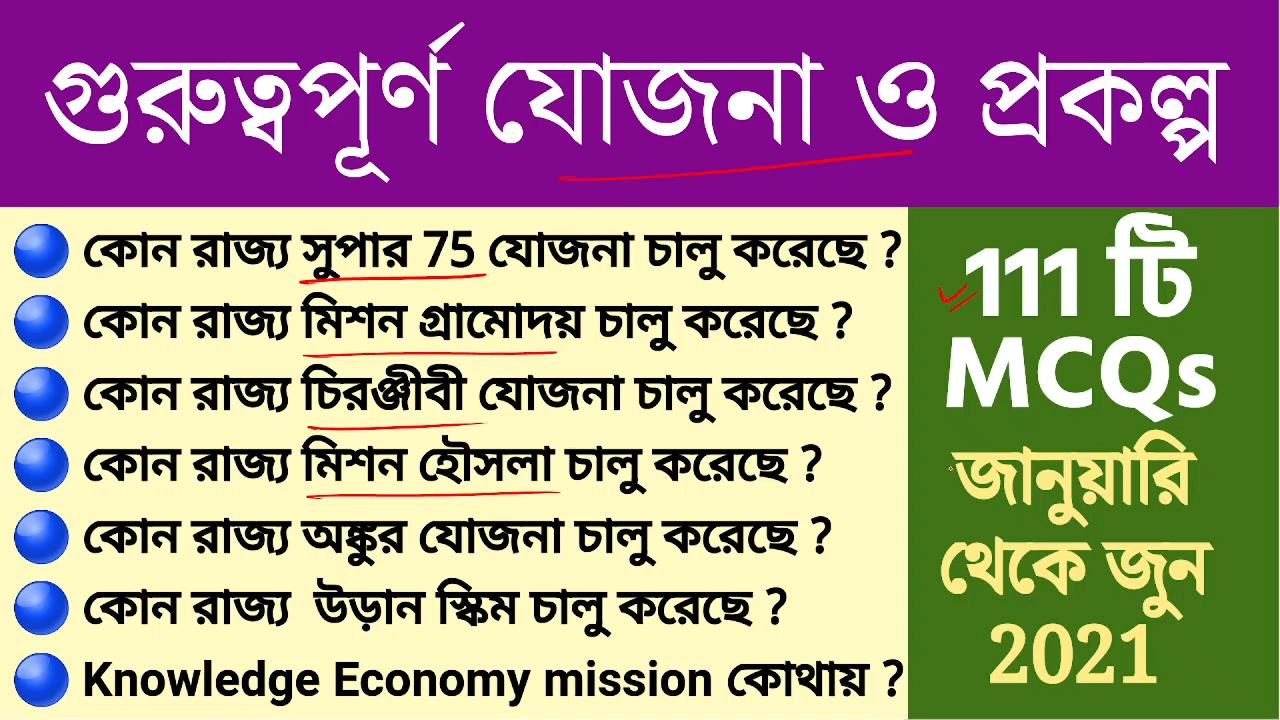 গুরুত্বপূর্ণ যোজনা ও প্রকল্প
কোন রাজ্য সুপার 75 যোজনা চালু করেছে ?
কোন রাজ্য মিশন গ্রামোদয় চালু করেছে ?
কোন রাজ্য চিরঞ্জীবী যোজনা চালু করেছে ?
কোন রাজ্য মিশন হৌসলা চালু করেছে ?
কোন রাজ্য অঙ্কুর যোজনা চালু করেছে ?
কোন রাজ্য উড়ান স্কিম চালু করেছে ?
Knowledge Economy mission কোথায় ?
111 টি
MCQs
জানুয়ারি
থেকে জুন
2021